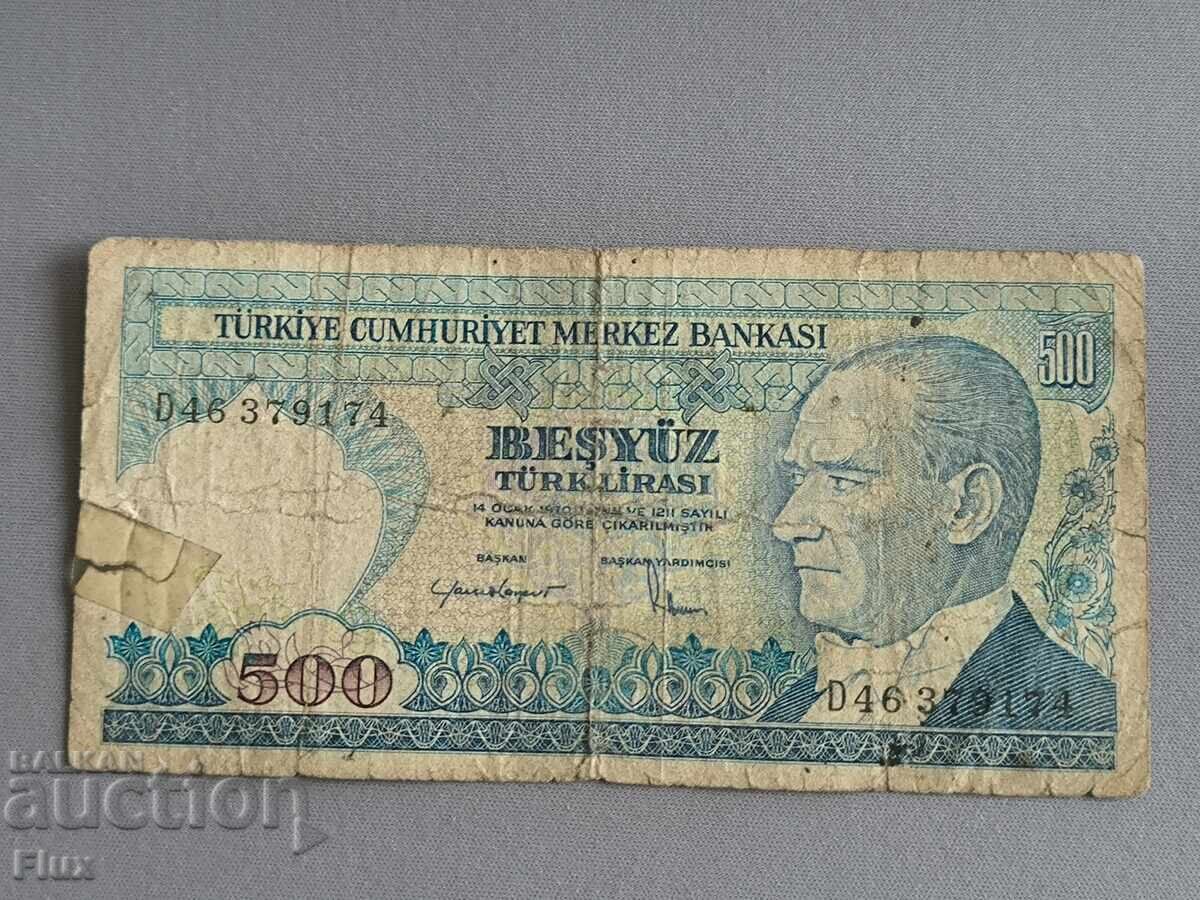 TÜRKİYE CUMHURİYET MERKEZ BANKASI
500
D46 379174
BEŞYÜZ
TÜRK LİRASI
14 OCAK 1970 VE 1211 SAYILI
KANUNA GÖRE ÇIKARILMIŞTIR
BAŞKAN BAŞKAN YARDIMCISI
500
D46 379174
BALKAN
auction
Flux